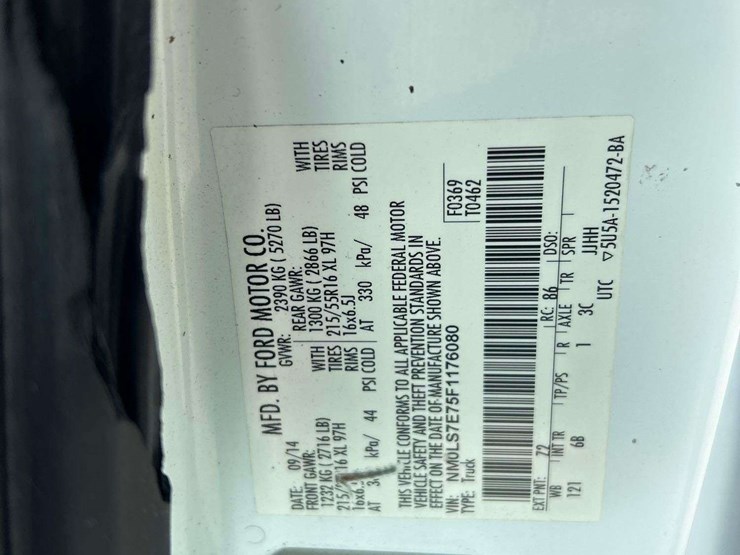 MFD. BY FORD MOTOR CO.
DATE: 09/14 GVWR: 2390 KG ( 5270 LB)
FRONT GAWR: REAR GAWR:
1232 KG ( 2716 LB) WITH 1300 KG ( 2866 LB) WITH
16 XL 97H TIRES 215/55R16 XL 97H TIRES
RIMS 16x6.5J RIMS
AT kPa/ 44 PSI COLD AT 330 kPa/ 48 PSI COLD
THIS VEHICLE CONFORMS TO ALL APPLICABLE FEDERAL MOTOR
VEHICLE SAFETY AND THEFT PREVENTION STANDARDS IN
EFFECT ON THE DATE OF MANUFACTURE SHOWN ABOVE.
VIN: NM0LS7E75F1176080 F0369
TYPE: Truck T0462
EXT PNT: Z2 RC: 86 DSO:
WB INT TR TP/PS R AXLE TR SPR
121 6B 1 3C JJHH
UTC ▽5U5A-1520472-BA